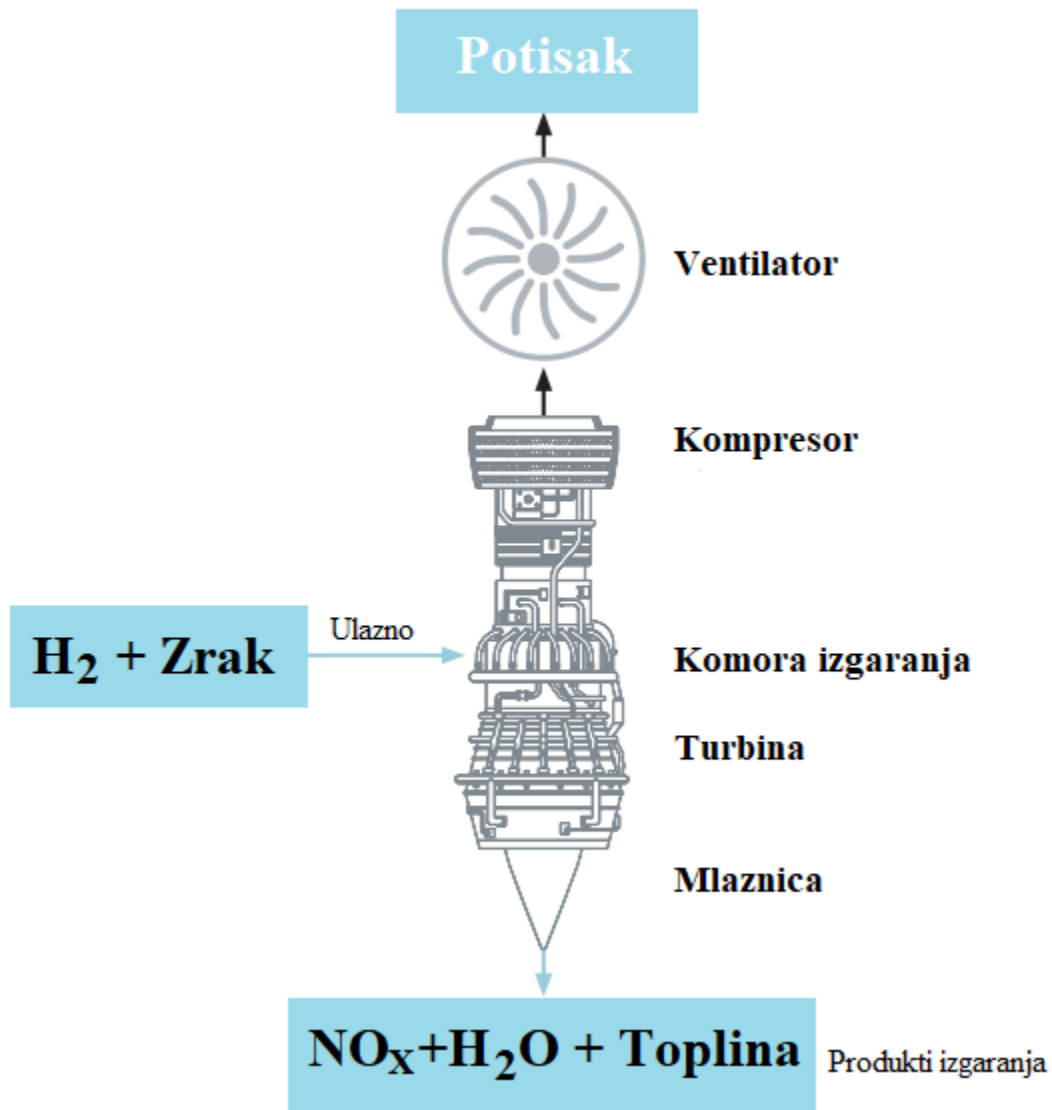 Potisak
Ventilator
Kompresor
H₂ + Zrak
Ulazno
Komora izgaranja
Turbina
Mlaznica
NOₓ+H₂O + Toplina
Produkti izgaranja